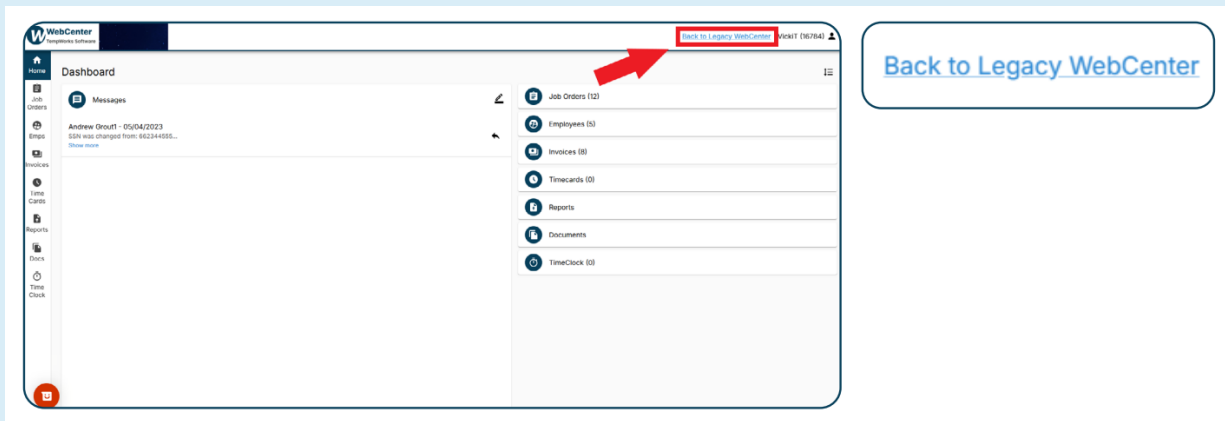 WebCenter
TempWorks Software
Back to Legacy WebCenter
VickiT (16784)
Home
Dashboard
Job
Orders
Emps
Invoices
Time
Cards
Reports
Docs
Time
Clock
Messages
Andrew Grout1 - 05/04/2023
SSN was changed from: 662344555...
Show more
Job Orders (12)
Employees (5)
Invoices (8)
Timecards (0)
Reports
Documents
TimeClock (0)
Back to Legacy WebCenter